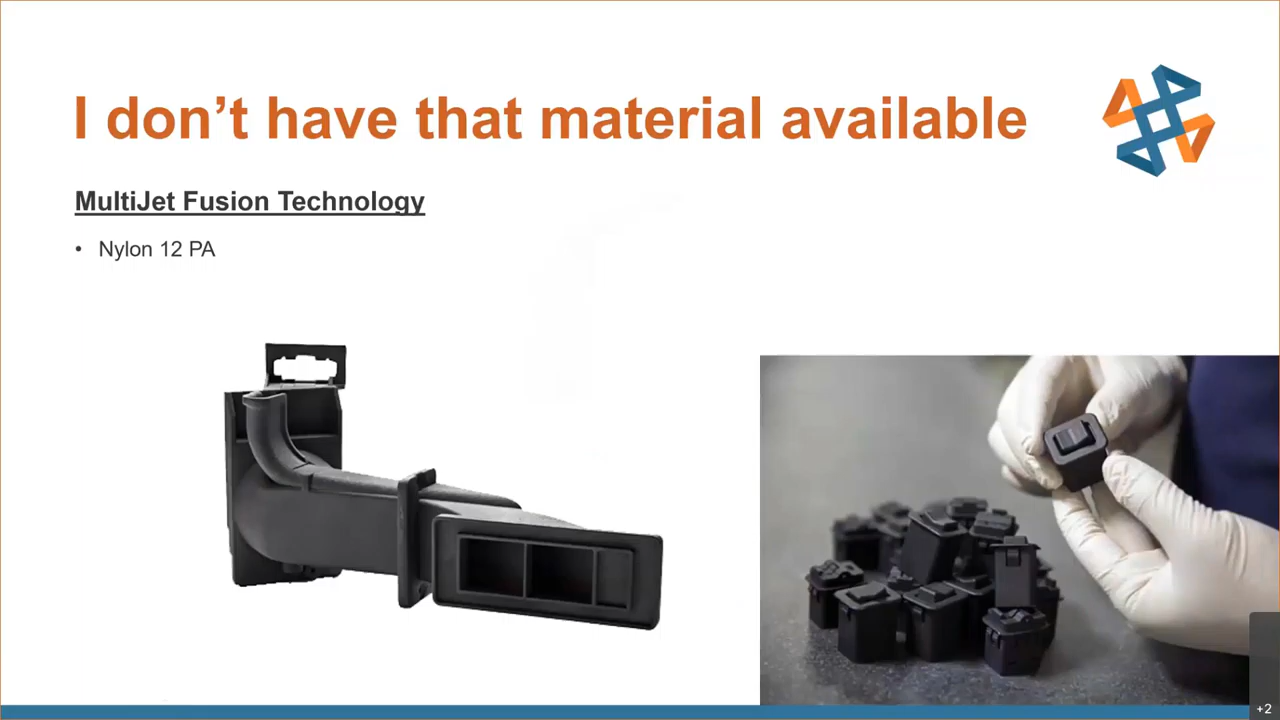 I don’t have that material available
MultiJet Fusion Technology
• Nylon 12 PA
+2